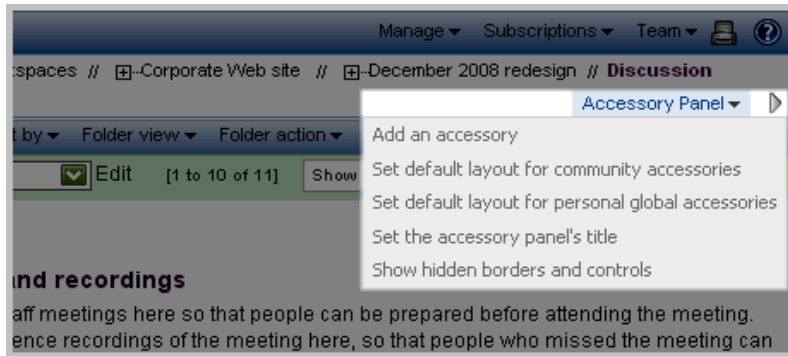 Manage Subscriptions Team
spaces // Corporate Web site // December 2008 redesign // Discussion
Accessory Panel
t by Folder view Folder action
Add an accessory
Edit [1 to 10 of 11] Show
Set default layout for community accessories
Set default layout for personal global accessories
Set the accessory panel's title
Show hidden borders and controls
and recordings
aff meetings here so that people can be prepared before attending the meeting.
ence recordings of the meeting here, so that people who missed the meeting can